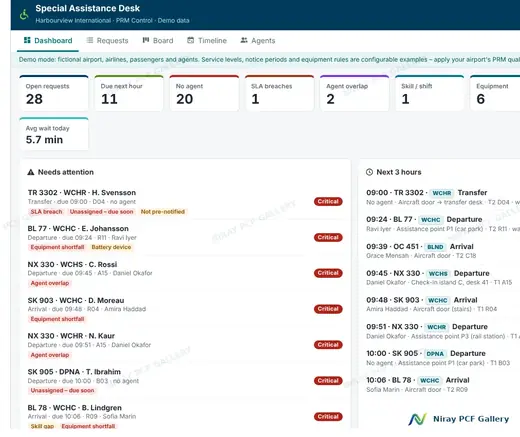 Special Assistance Desk
Harbourview International · PRM Control · Demo data
Dashboard
Requests
Board
Timeline
Agents
Demo mode: fictional airport, airlines, passengers and agents. Service levels, notice periods and equipment rules are configurable examples – apply your airport's PRM
Open requests
28
Due next hour
11
No agent
20
SLA breaches
1
Agent overlap
2
Skill / shift
1
Equipment
6
Avg wait today
5.7 min
Needs attention
TR 3302 · WCHR · H. Svensson
Transfer · due 09:00 · D04 · no agent
SLA breach
Unassigned – due soon
Not pre-notified
Critical
BL 77 · WCHC · E. Johansson
Departure · due 09:24 · R11 · Ravi Iyer
Equipment shortfall
Battery device
Critical
NX 330 · WCHS · C. Rossi
Departure · due 09:45 · A15 · Daniel Okafor
Agent overlap
Critical
SK 903 · WCHC · D. Moreau
Arrival · due 09:48 · R04 · Amira Haddad
Equipment shortfall
Critical
NX 330 · WCHR · N. Kaur
Departure · due 09:51 · A15 · Daniel Okafor
Agent overlap
Critical
SK 905 · DPNA · T. Ibrahim
Departure · due 10:00 · B03 · no agent
Unassigned – due soon
Critical
BL 78 · WCHC · B. Lindgren
Arrival · due 10:06 · R09 · Sofia Marin
Skill gap
Equipment shortfall
Critical
Next 3 hours
09:00 · TR 3302 · WCHR Transfer
No agent · Aircraft door → transfer desk · T2 D04 ·
09:24 · BL 77 · WCHC Departure
Ravi Iyer · Assistance point P1 (car park) · T2 R11 ·
09:39 · OC 451 · BLND Arrival
Grace Mensah · Aircraft door · T2 C18
09:45 · NX 330 · WCHS Departure
Daniel Okafor · Check-in island C, desk 41 · T1 A15
09:48 · SK 903 · WCHC Arrival
Amira Haddad · Aircraft door (stairs) · T1 R04
09:51 · NX 330 · WCHR Departure
Daniel Okafor · Assistance point P3 (rail station) · T1
10:00 · SK 905 · DPNA Departure
No agent · Assistance point P1 (car park) · T1 B03
10:06 · BL 78 · WCHC Arrival
Sofia Marin · Aircraft door · T2 R09
NIRAY PCF GALLERY
Niray PCF Gallery